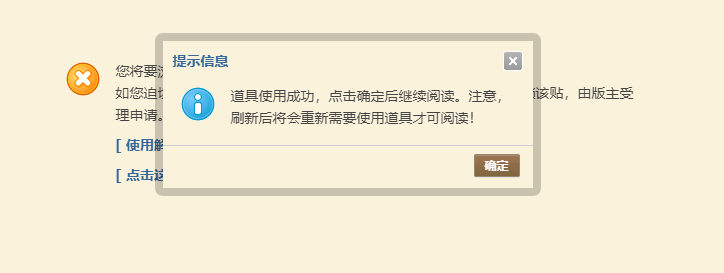 提示信息
您将要
道具使用成功，点击确定后继续阅读。注意，
刷新后将会重新需要使用道具才可阅读！
如您迫
该贴，由版主受
理申请。
[ 使用解
[ 点击这
确定